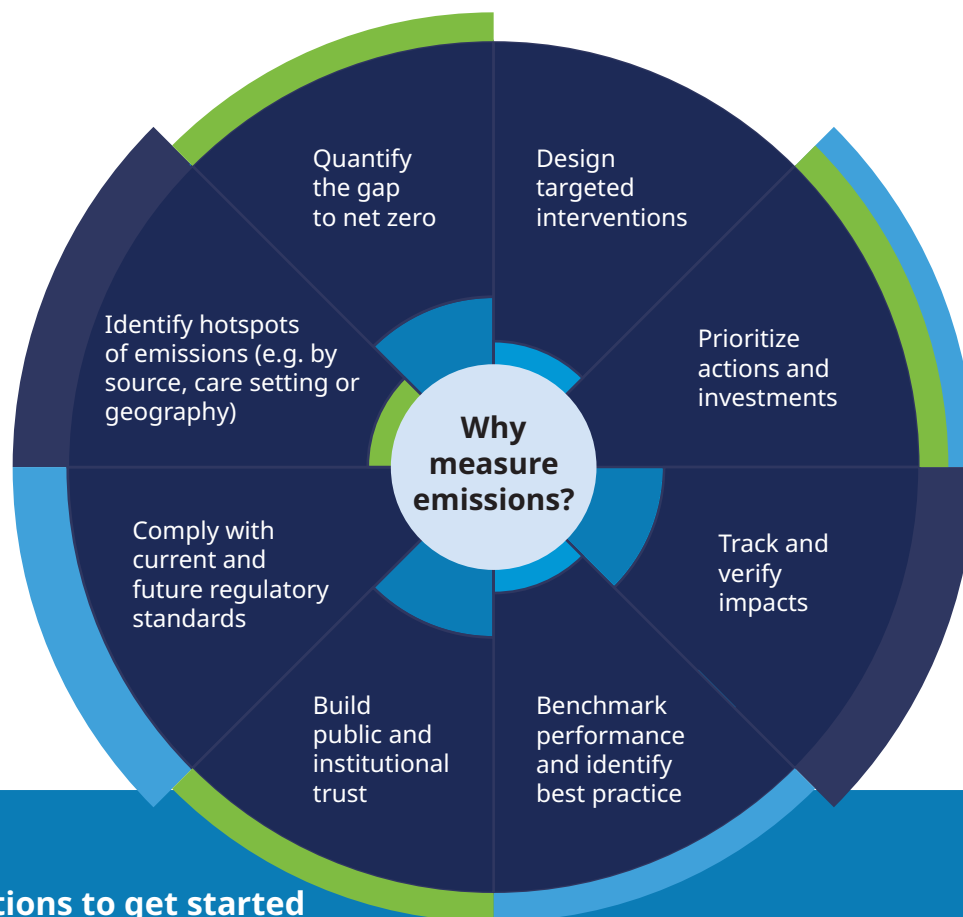 Quantify
the gap
to net zero
Design
targeted
interventions
Identify hotspots
of emissions (e.g. by
source, care setting or
geography)
Prioritize
actions and
investments
Why
measure
emissions?
Comply with
current and
future regulatory
standards
Track and
verify
impacts
Build
public and
institutional
trust
Benchmark
performance
and identify
best practice
tions to get started